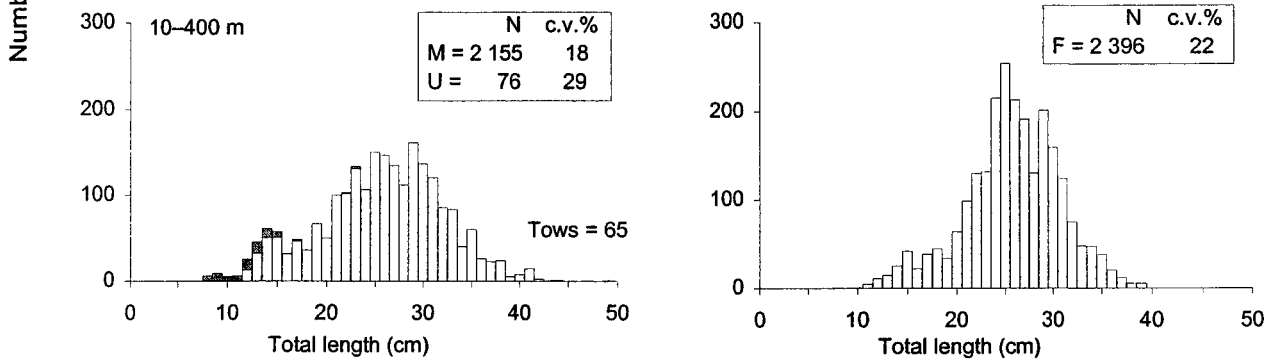 Numb
300
10–400 m
N c.v.%
M = 2 155 18
U = 76 29
200
100
Tows = 65
0
0 10 20 30 40 50
Total length (cm)
300
N c.v.%
F = 2 396 22
200
100
0
0 10 20 30 40 50
Total length (cm)